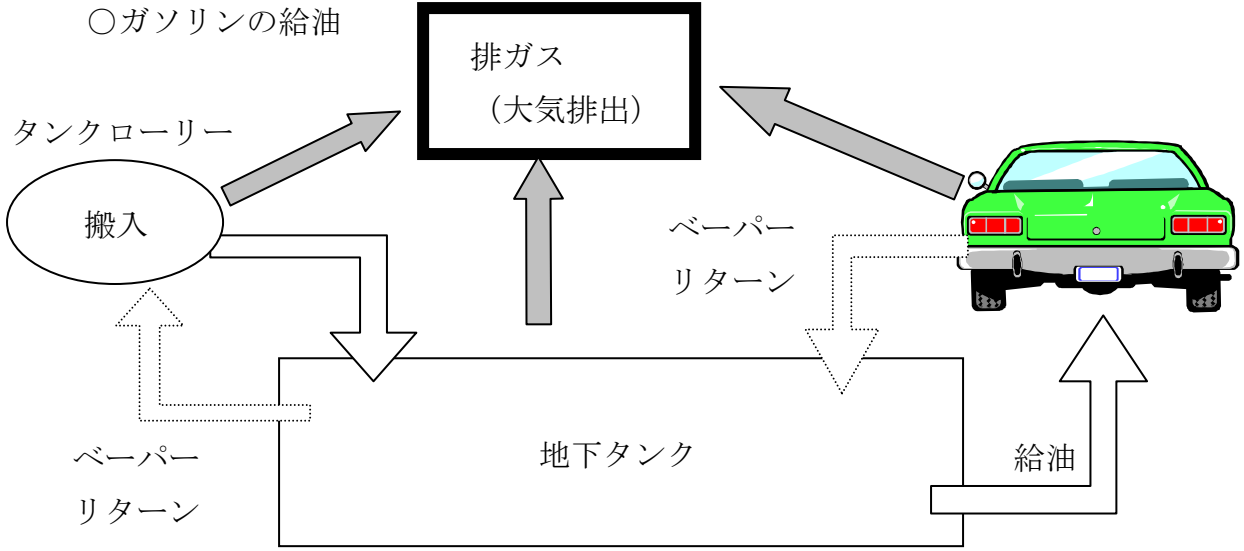 ○ガソリンの給油
排ガス
（大気排出）
タンクローリー
搬入
ベーパー
リターン
地下タンク
給油
ベーパー
リターン